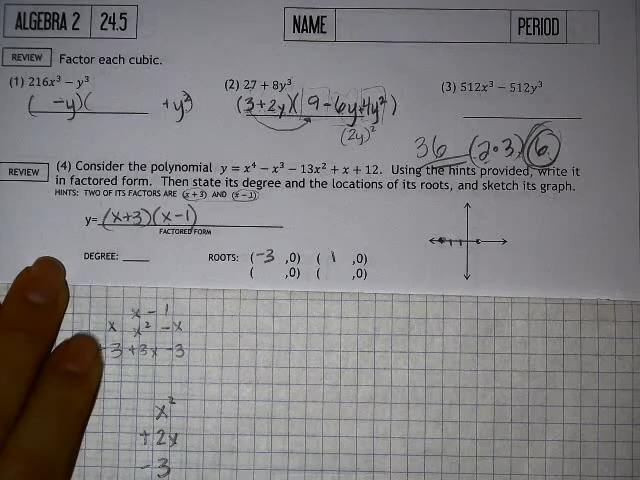 ALGEBRA 2 24.5 NAME PERIOD
REVIEW Factor each cubic.
(1) 216x³ − y³ (2) 27 + 8y³ (3) 512x³ − 512y³
( −y)( + y²) (3+2y)(9 − 6y + 4y²)
(2y)²
36 (2•3) 6
REVIEW (4) Consider the polynomial y = x⁴ − x³ − 13x² + x + 12. Using the hints provided, write it
in factored form. Then state its degree and the locations of its roots, and sketch its graph.
HINTS: TWO OF ITS FACTORS ARE (x+3) AND (x−1)
y= (x+3)(x−1)
FACTORED FORM
DEGREE: ____ ROOTS: (−3 ,0) ( 1 ,0)
( ,0) ( ,0)
x − 1
x x² −x
+3 +3x −3
x²
+2x
−3